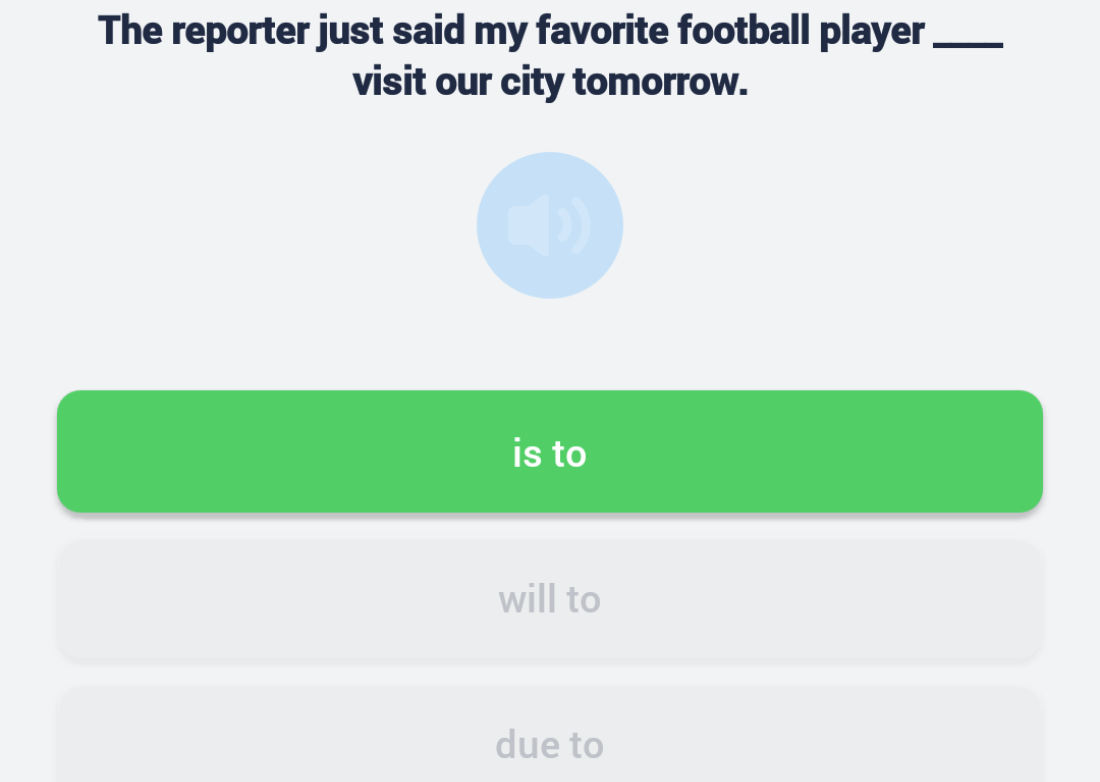 The reporter just said my favorite football player ____
visit our city tomorrow.
is to
will to
due to